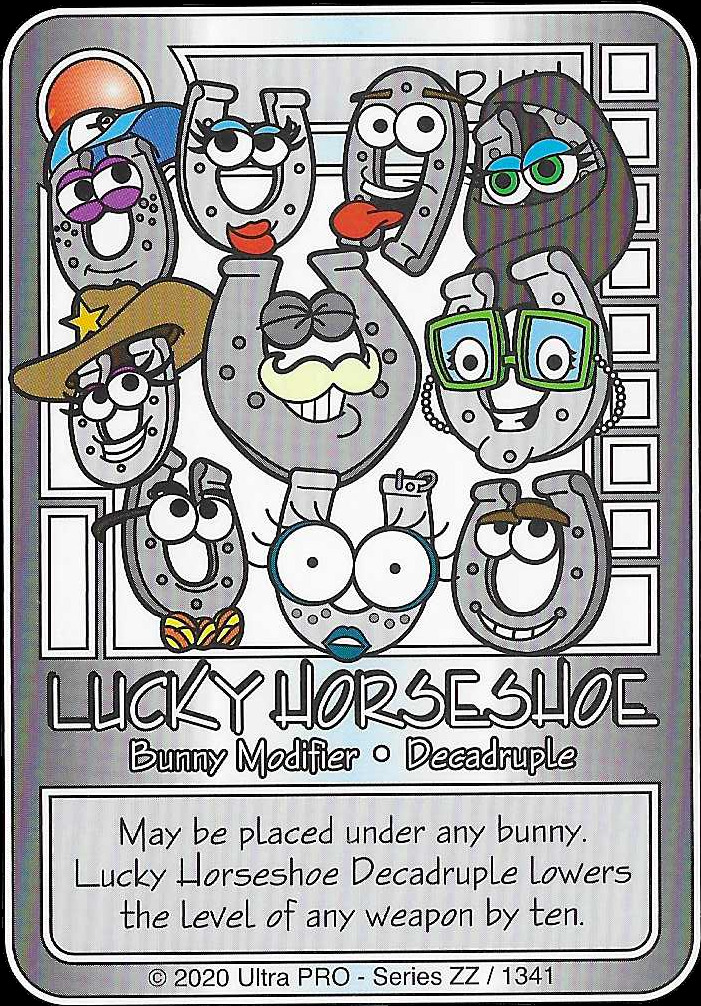 LUCKY HORSESHOE
Bunny Modifier • Decadruple
May be placed under any bunny.
Lucky Horseshoe Decadruple lowers
the level of any weapon by ten.
© 2020 Ultra PRO - Series ZZ / 1341